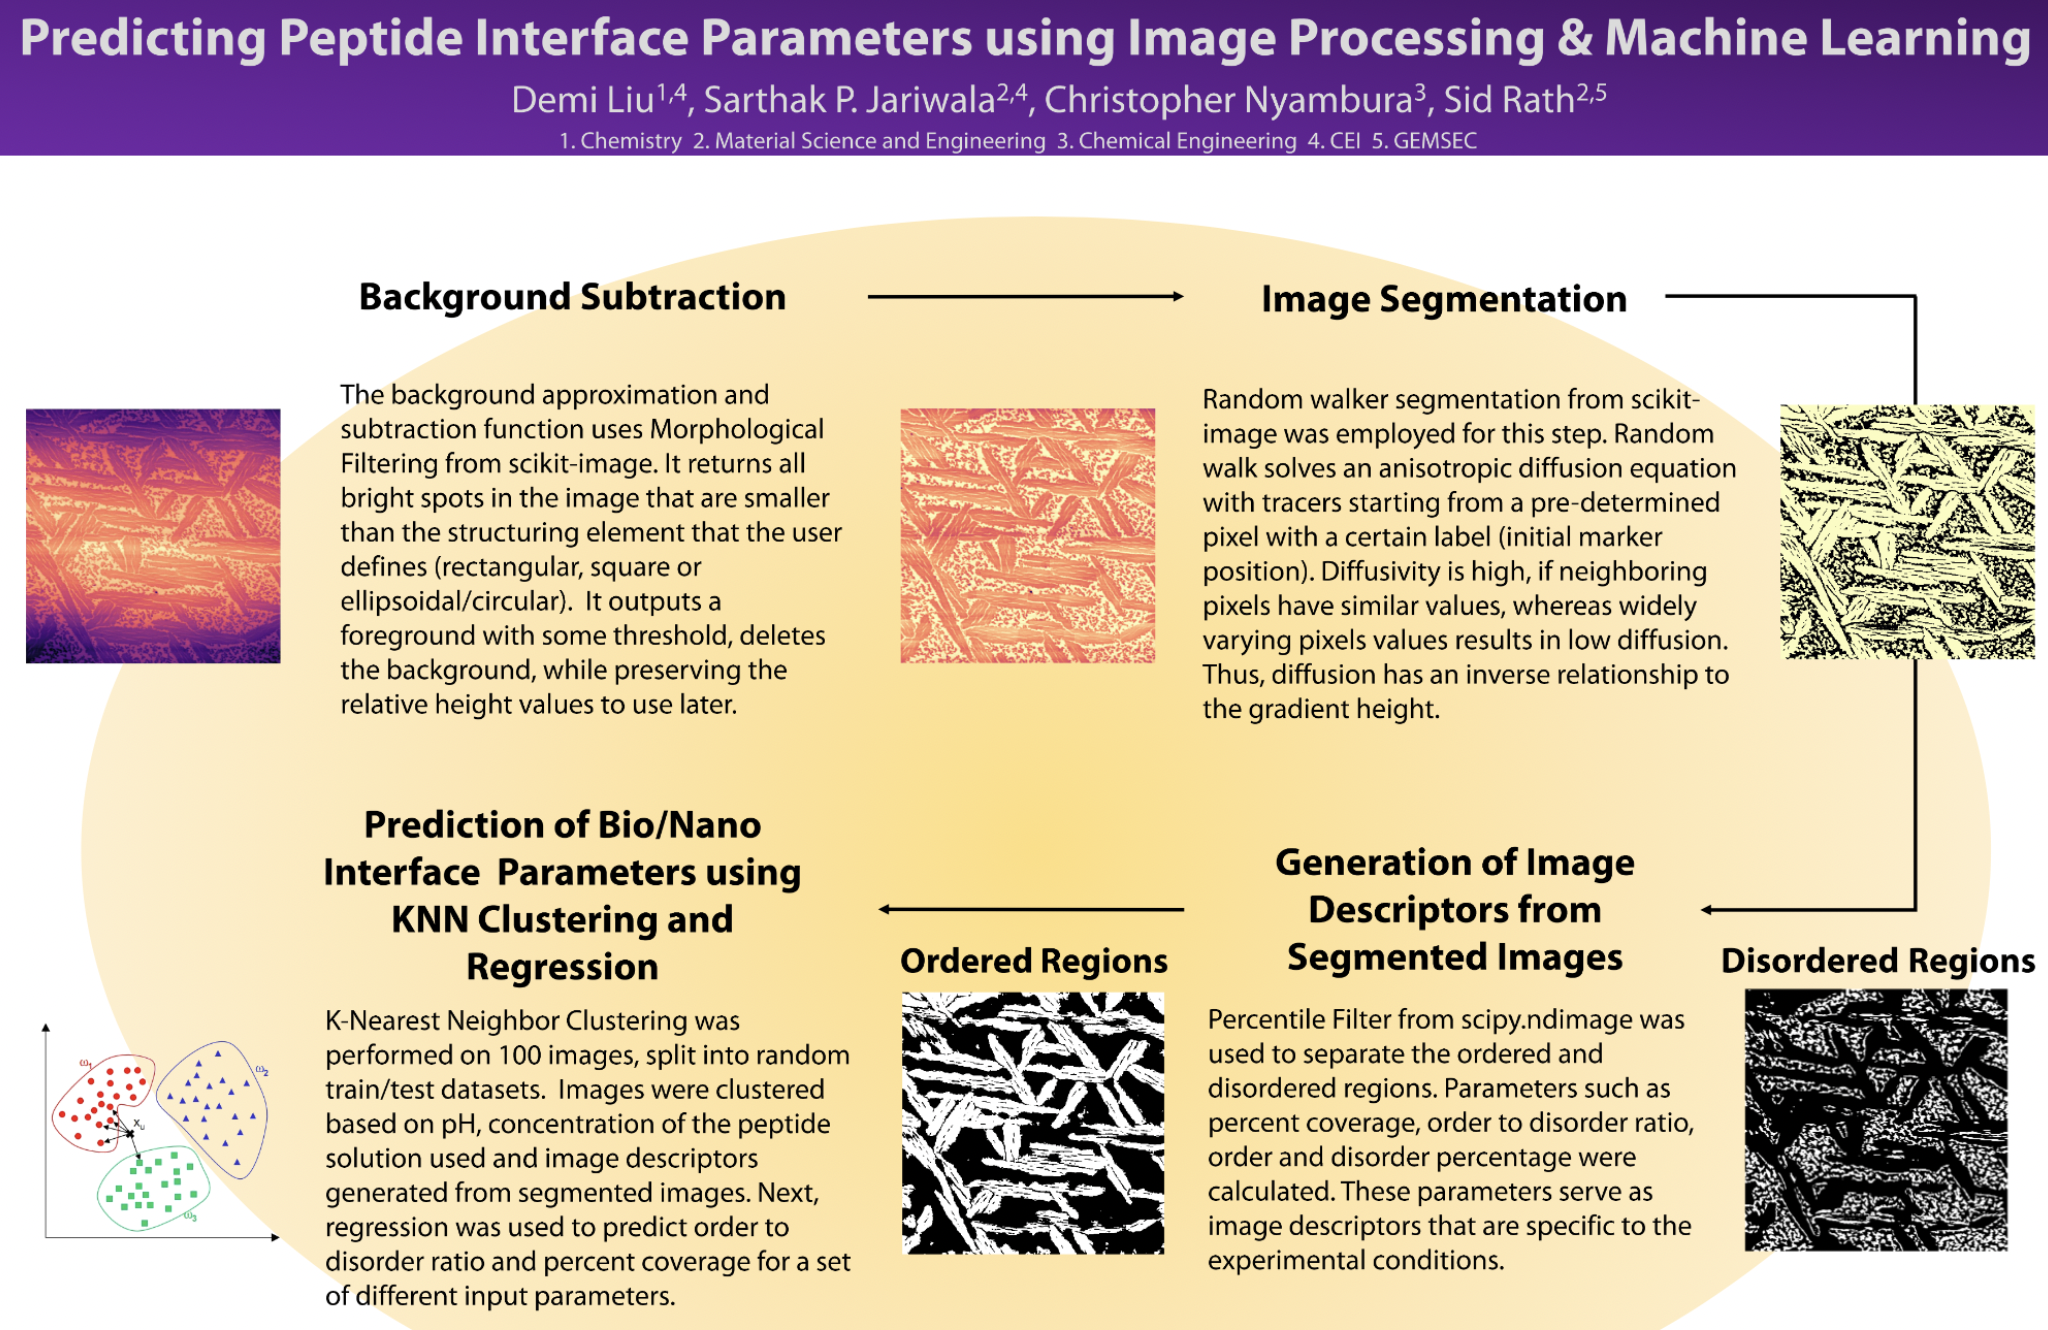 Predicting Peptide Interface Parameters using Image Processing & Machine Learning
Demi Liu1,4, Sarthak P. Jariwala2,4, Christopher Nyambura3, Sid Rath2,5
1. Chemistry 2. Material Science and Engineering 3. Chemical Engineering 4. CEI 5. GEMSEC
Background Subtraction
The background approximation and
subtraction function uses Morphological
Filtering from scikit-image. It returns all
bright spots in the image that are smaller
than the structuring element that the user
defines (rectangular, square or
ellipsoidal/circular). It outputs a
foreground with some threshold, deletes
the background, while preserving the
relative height values to use later.
Image Segmentation
Random walker segmentation from scikit-
image was employed for this step. Random
walk solves an anisotropic diffusion equation
with tracers starting from a pre-determined
pixel with a certain label (initial marker
position). Diffusivity is high, if neighboring
pixels have similar values, whereas widely
varying pixels values results in low diffusion.
Thus, diffusion has an inverse relationship to
the gradient height.
Generation of Image
Descriptors from
Segmented Images
Disordered Regions
Percentile Filter from scipy.ndimage was
used to separate the ordered and
disordered regions. Parameters such as
percent coverage, order to disorder ratio,
order and disorder percentage were
calculated. These parameters serve as
image descriptors that are specific to the
experimental conditions.
Ordered Regions
Prediction of Bio/Nano
Interface Parameters using
KNN Clustering and
Regression
K-Nearest Neighbor Clustering was
performed on 100 images, split into random
train/test datasets. Images were clustered
based on pH, concentration of the peptide
solution used and image descriptors
generated from segmented images. Next,
regression was used to predict order to
disorder ratio and percent coverage for a set
of different input parameters.
ω1
ω2
Xu
ω3